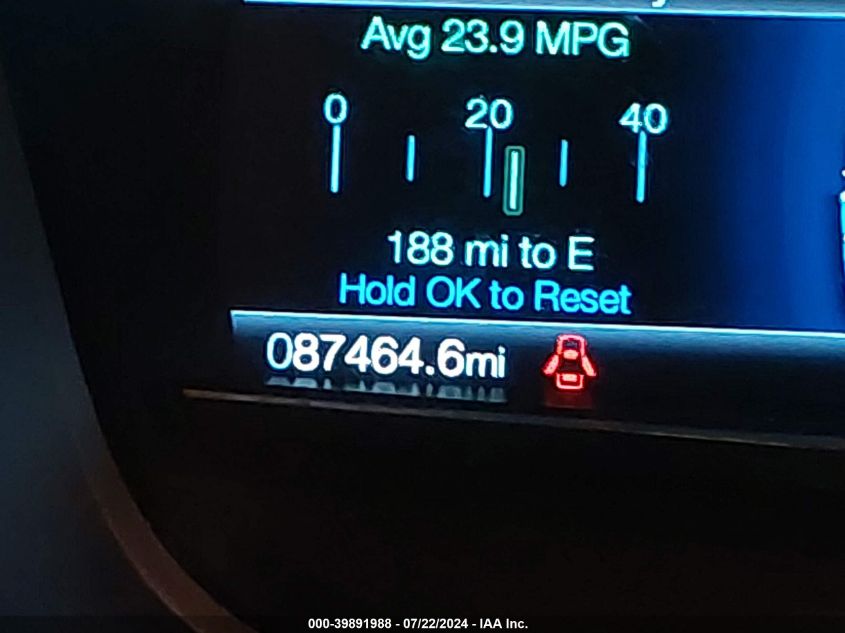 Avg 23.9 MPG
0 20 40
188 mi to E
Hold OK to Reset
087464.6mi
000-39891988 - 07/22/2024 - IAA Inc.